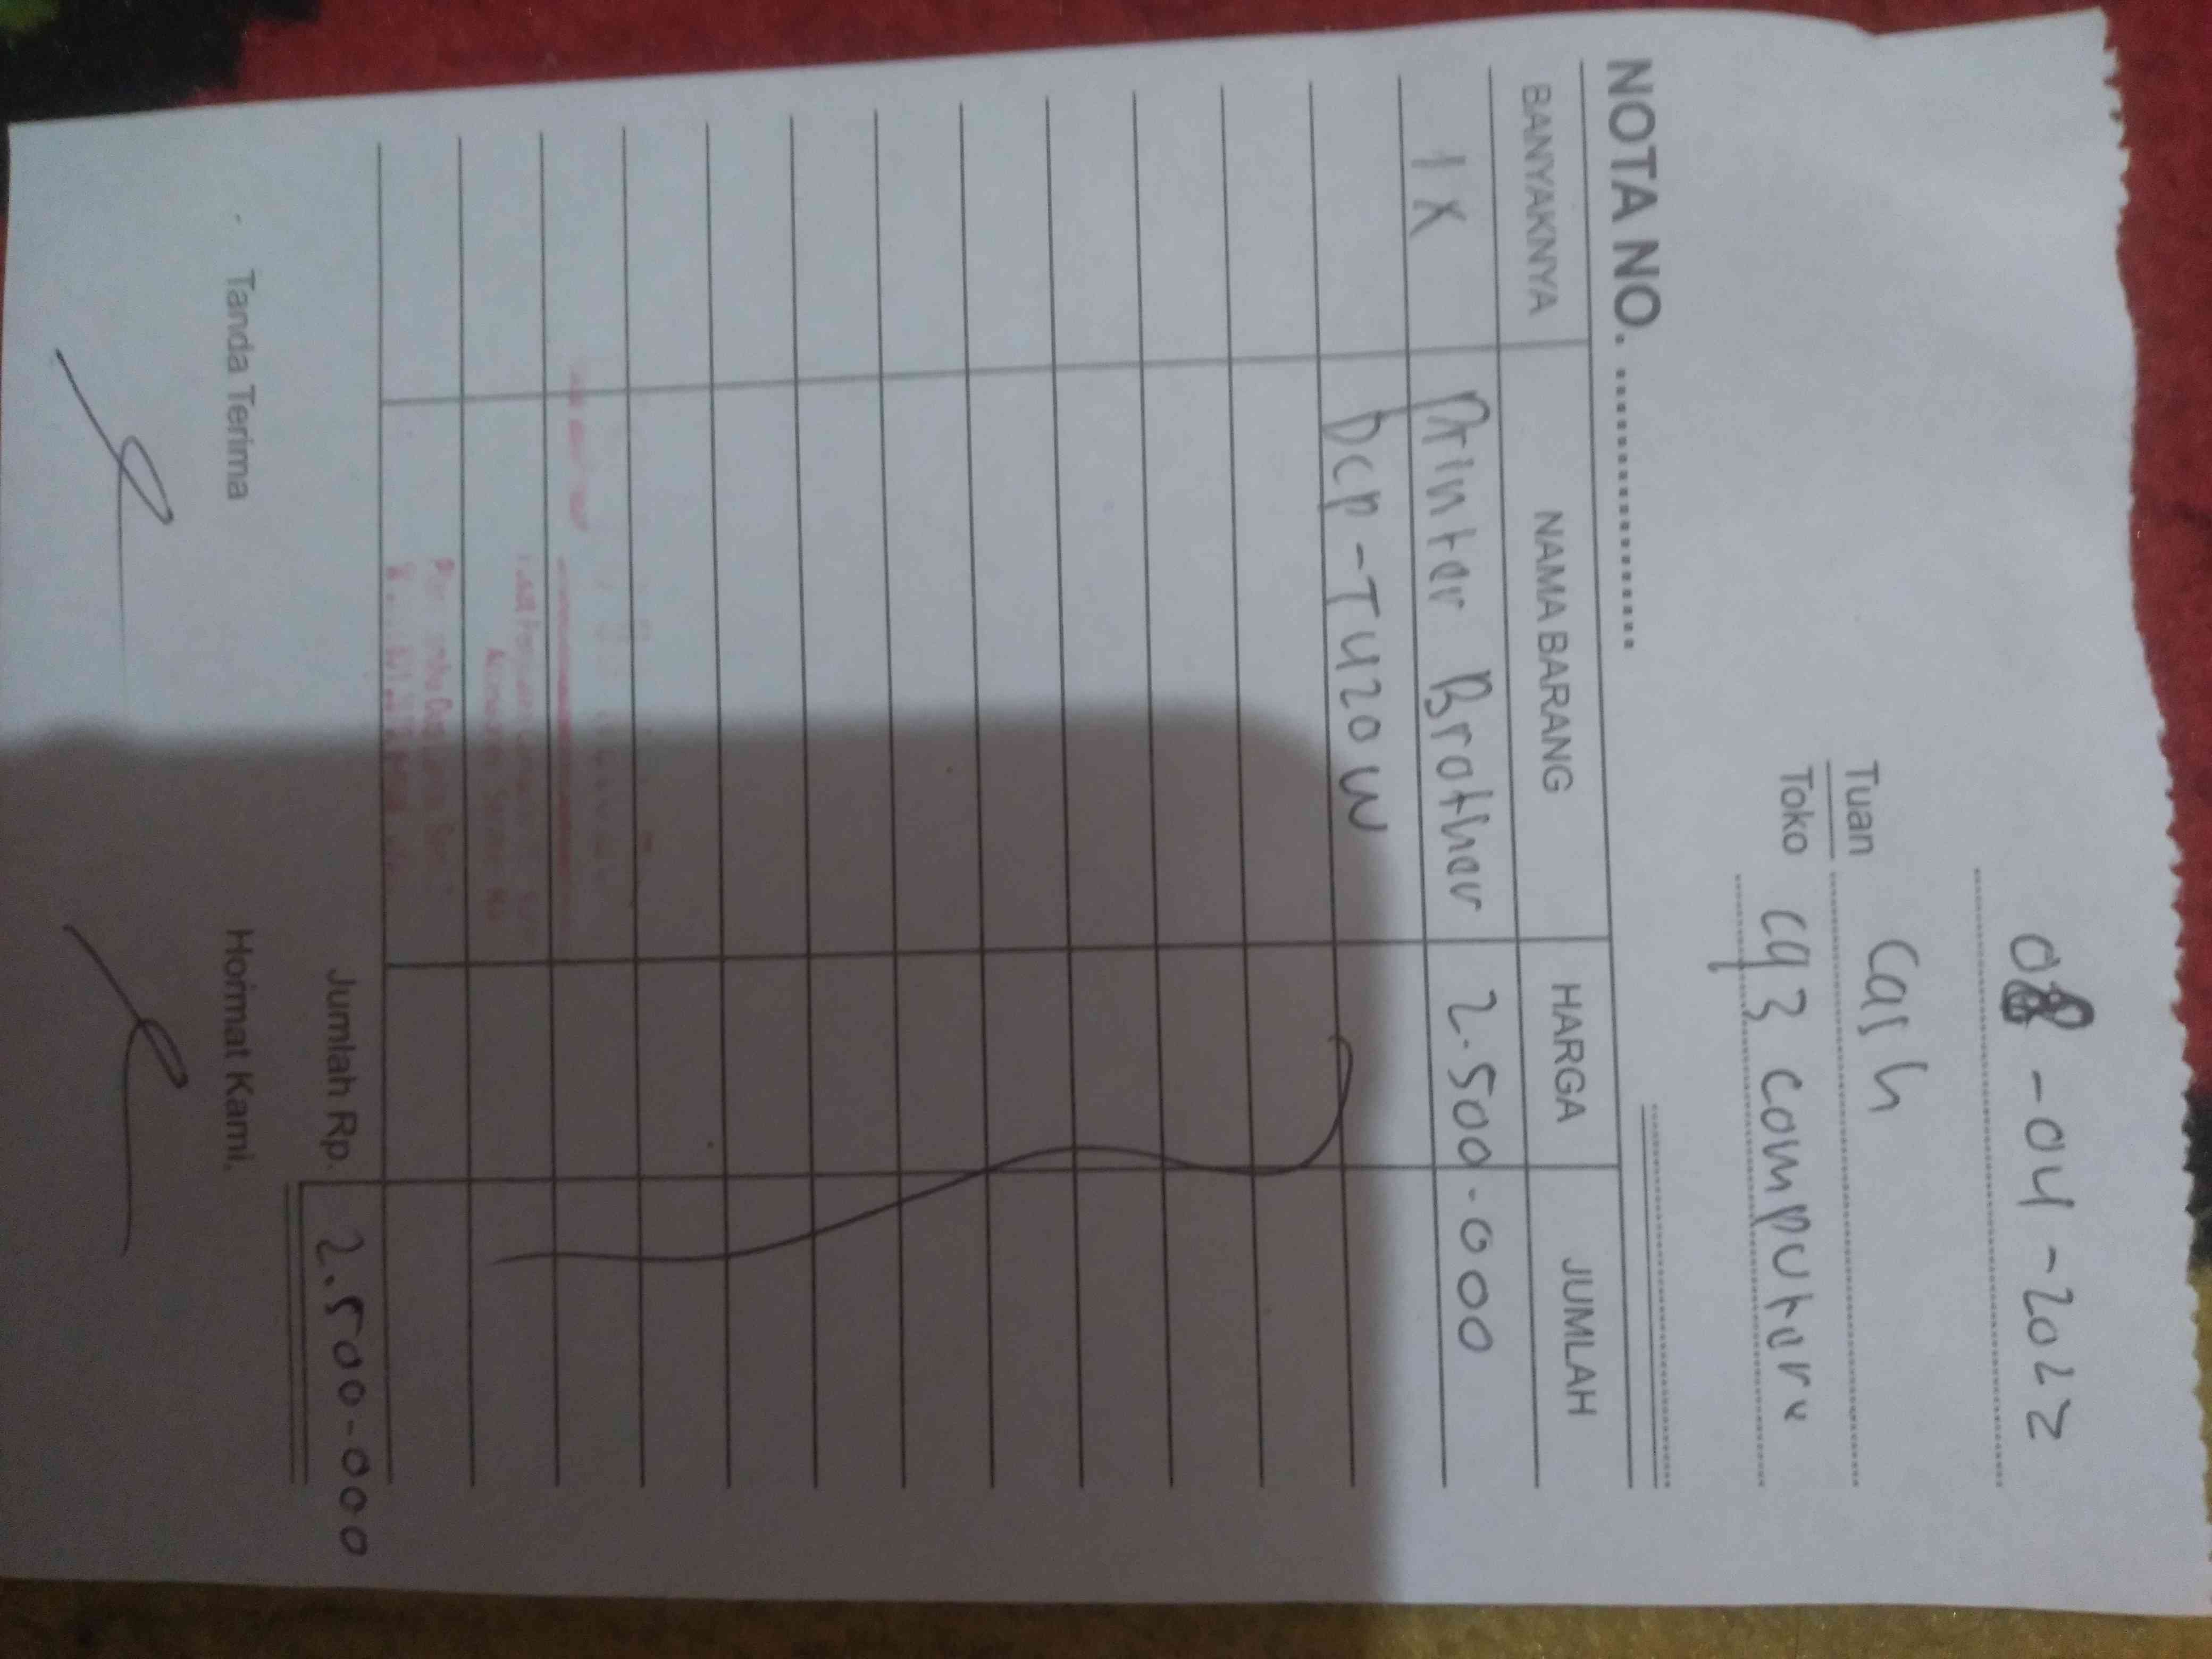 08-04-2022
Tuan Cash
Toko cq3 computer
NOTA NO. ....................
BANYAKNYA NAMA BARANG HARGA JUMLAH
1x Printer Brother 2.500.000
Dcp-T420W
Jumlah Rp. 2.500.000
Tanda Terima Hormat Kami,